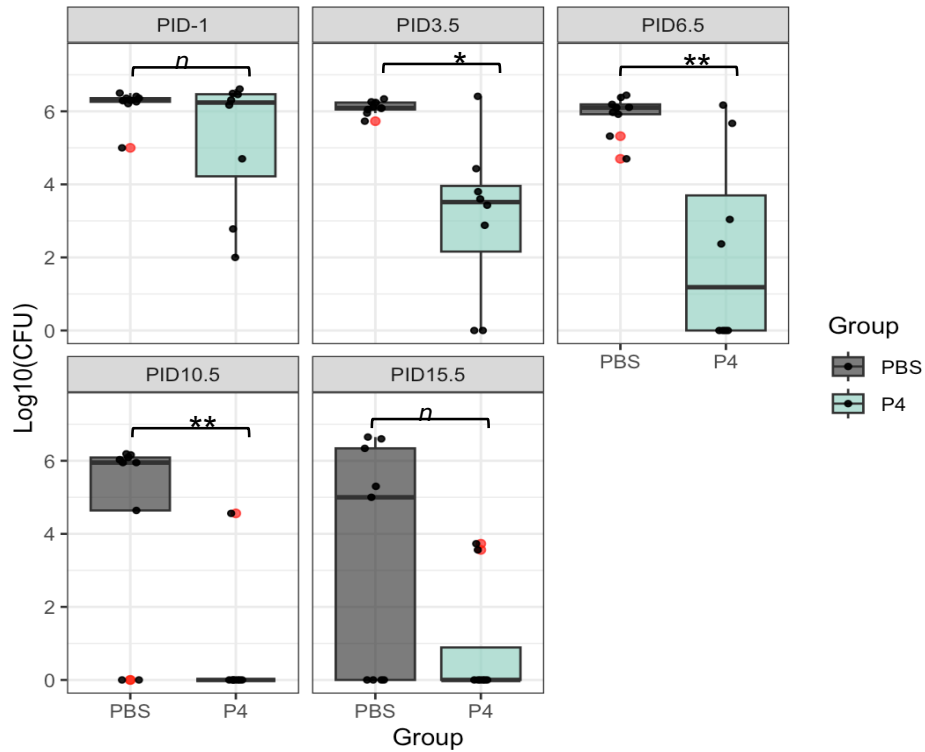 PID-1
PID3.5
PID6.5
n
*
**
6
4
2
0
PBS
P4
Log10(CFU)
Group
PBS
P4
PID10.5
PID15.5
**
n
6
4
2
0
PBS
P4
PBS
P4
Group